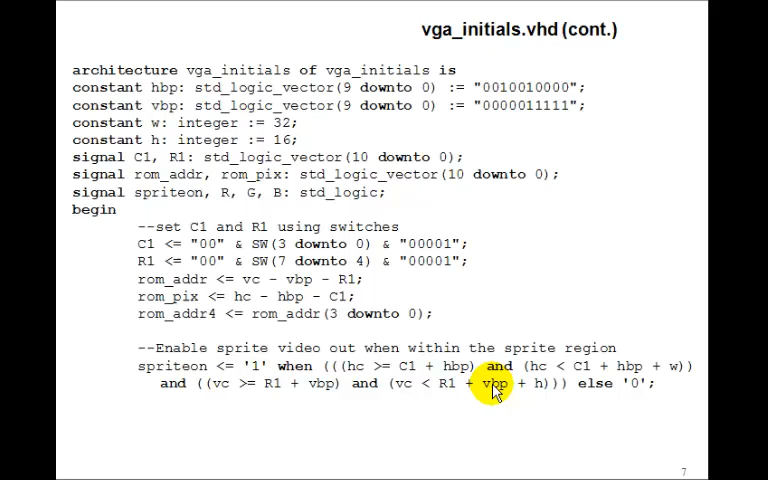 vga_initials.vhd (cont.)
architecture vga_initials of vga_initials is
constant hbp: std_logic_vector(9 downto 0) := "0010010000";
constant vbp: std_logic_vector(9 downto 0) := "0000011111";
constant w: integer := 32;
constant h: integer := 16;
signal C1, R1: std_logic_vector(10 downto 0);
signal rom_addr, rom_pix: std_logic_vector(10 downto 0);
signal spriteon, R, G, B: std_logic;
begin
--set C1 and R1 using switches
C1 <= "00" & SW(3 downto 0) & "00001";
R1 <= "00" & SW(7 downto 4) & "00001";
rom_addr <= vc - vbp - R1;
rom_pix <= hc - hbp - C1;
rom_addr4 <= rom_addr(3 downto 0);
--Enable sprite video out when within the sprite region
spriteon <= '1' when (((hc >= C1 + hbp) and (hc < C1 + hbp + w))
and ((vc >= R1 + vbp) and (vc < R1 + vbp + h))) else '0';
7